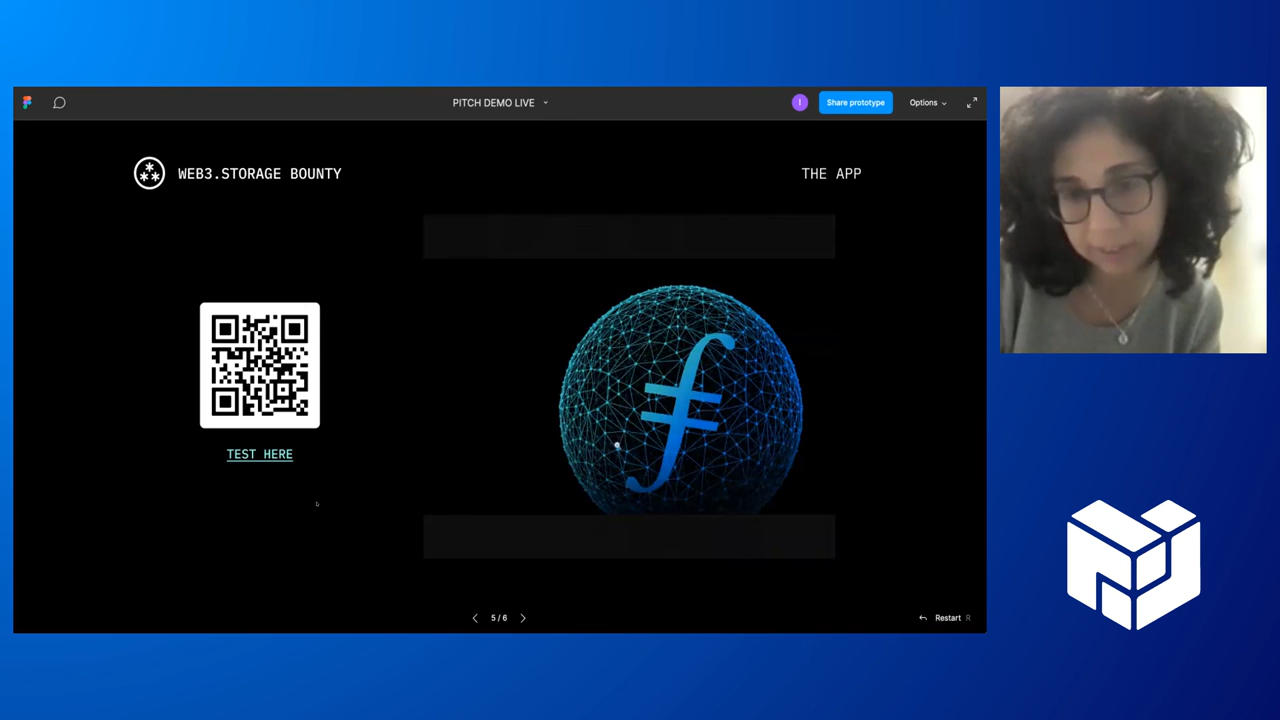 PITCH DEMO LIVE
I
Share prototype
Options
WEB3.STORAGE BOUNTY
THE APP
TEST HERE
5 / 6
Restart R